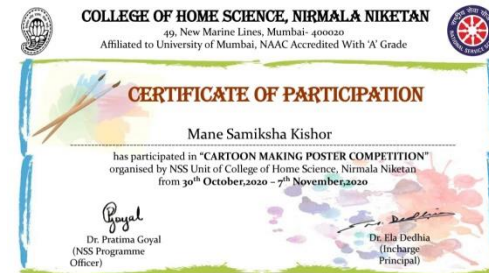 COLLEGE OF HOME SCIENCE, NIRMALA NIKETAN
49, New Marine Lines, Mumbai- 400020
Affiliated to University of Mumbai, NAAC Accredited With 'A' Grade
CERTIFICATE OF PARTICIPATION
Mane Samiksha Kishor
has participated in "CARTOON MAKING POSTER COMPETITION"
organised by NSS Unit of College of Home Science, Nirmala Niketan
from 30th October,2020 – 7th November,2020
Goyal
Dr. Pratima Goyal
(NSS Programme
Officer)
Dr. Ela Dedhia
(Incharge
Principal)